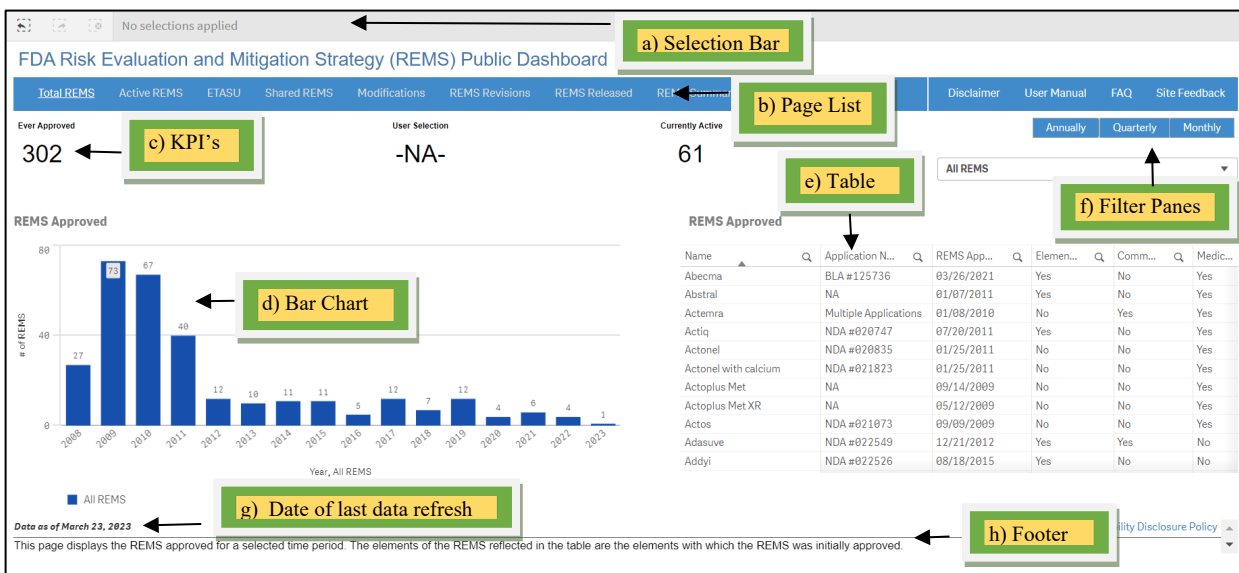 No selections applied
a) Selection Bar
FDA Risk Evaluation and Mitigation Strategy (REMS) Public Dashboard
Total REMS Active REMS ETASU Shared REMS Modifications REMS Revisions REMS Released REMS Disclaimer User Manual FAQ Site Feedback
b) Page List
Ever Approved User Selection Currently Active
Annually Quarterly Monthly
302 -NA- 61
c) KPI's
All REMS
e) Table
f) Filter Panes
REMS Approved
REMS Approved
Name Application N... REMS App... Elemen... Comm... Medic...
Abecma BLA #125736 03/26/2021 Yes No Yes
Abstral NA 01/07/2011 Yes No Yes
Actemra Multiple Applications 01/08/2010 No Yes Yes
Actiq NDA #020747 07/20/2011 Yes No Yes
Actonel NDA #020835 01/25/2011 No No Yes
Actonel with calcium NDA #021823 01/25/2011 No No Yes
Actoplus Met NA 09/14/2009 No No Yes
Actoplus Met XR NA 05/12/2009 No No Yes
Actos NDA #021073 09/09/2009 No No Yes
Adasuve NDA #022549 12/21/2012 Yes Yes No
Addyi NDA #022526 08/18/2015 Yes No No
d) Bar Chart
# of REMS
80
40
0
27 73 67 40 12 10 11 11 5 12 7 12 4 6 4 1
2008 2009 2010 2011 2012 2013 2014 2015 2016 2017 2018 2019 2020 2021 2022 2023
Year, All REMS
All REMS
g) Date of last data refresh
h) Footer
Data as of March 23, 2023
Disclosure Policy
This page displays the REMS approved for a selected time period. The elements of the REMS reflected in the table are the elements with which the REMS was initially approved.